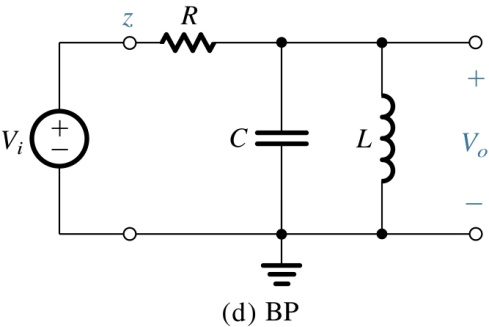 z R
+
V_i + − C L V_o
−
(d) BP